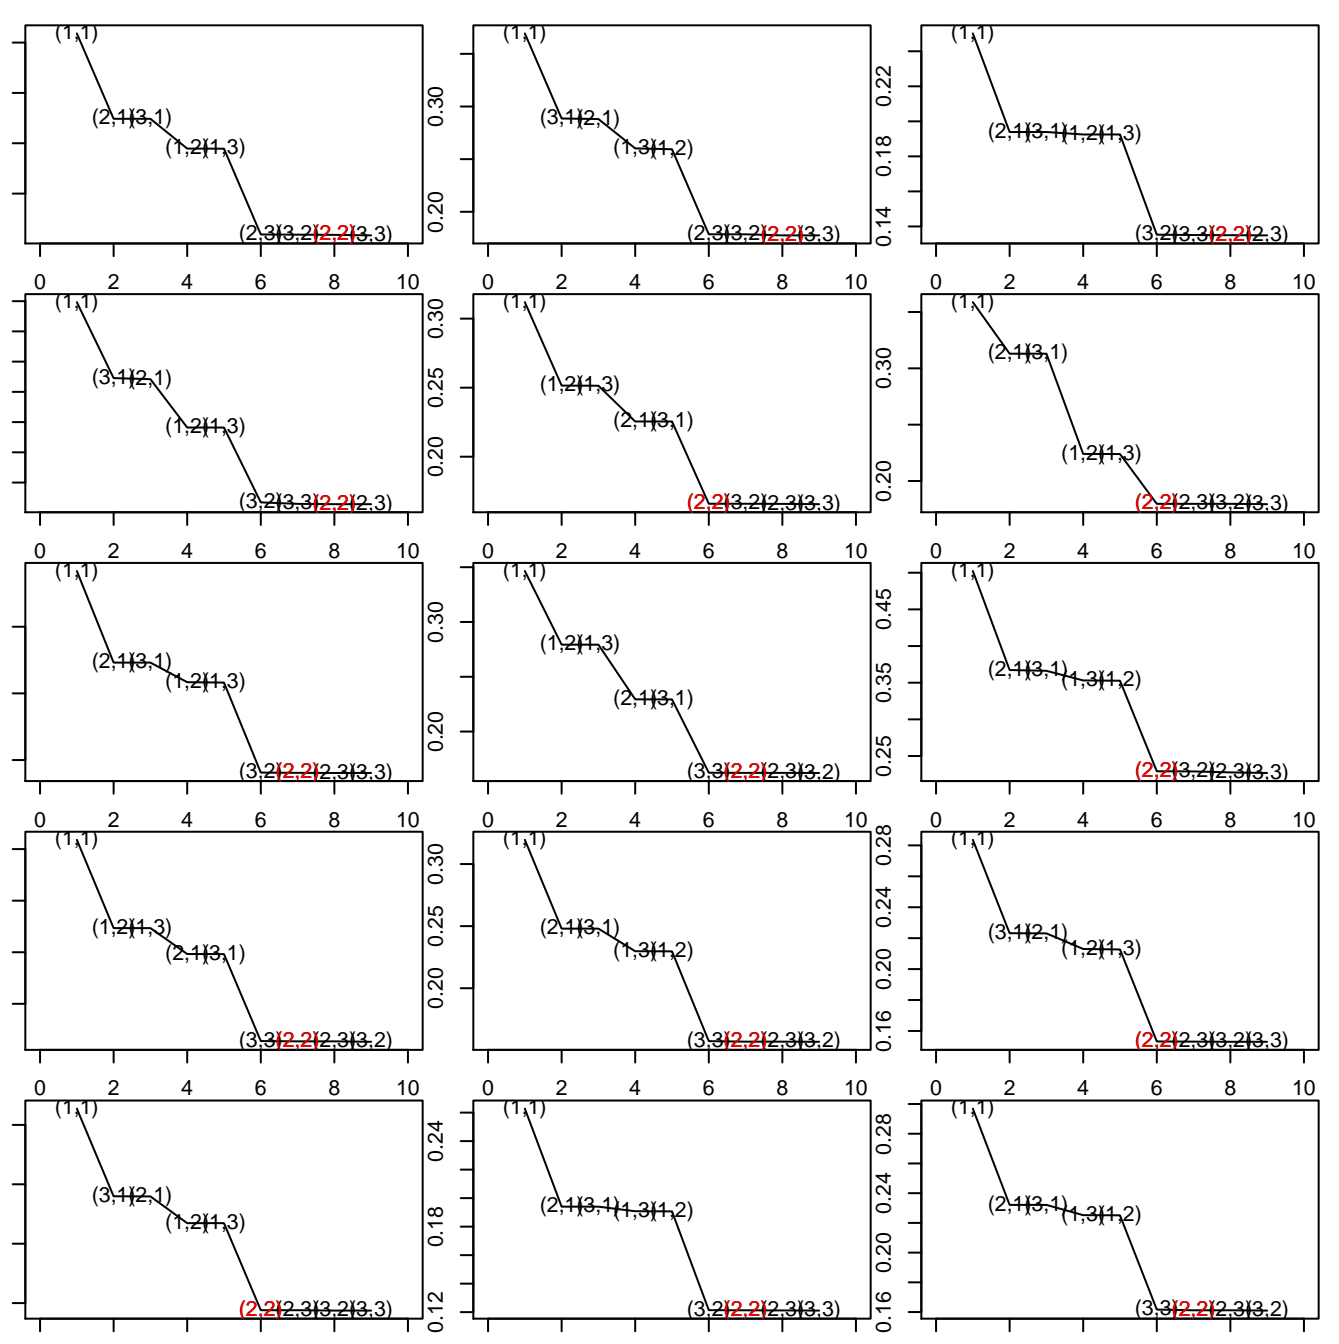 (1,1) (2,1) (3,1) (1,2) (1,3) (2,3) (3,2) (2,2) (3,3)
0.20 0.30
(1,1) (3,1) (2,1) (1,3) (1,2) (2,3) (3,2) (2,2) (3,3)
0.14 0.18 0.22
(1,1) (2,1) (3,1) (1,2) (1,3) (3,2) (3,3) (2,2) (2,3)
0 2 4 6 8 10
0 2 4 6 8 10
0 2 4 6 8 10
(1,1) (3,1) (2,1) (1,2) (1,3) (3,2) (3,3) (2,2) (2,3)
0.20 0.25 0.30
(1,1) (1,2) (1,3) (2,1) (3,1) (2,2) (3,2) (2,3) (3,3)
0.20 0.30
(1,1) (2,1) (3,1) (1,2) (1,3) (2,2) (2,3) (3,2) (3,3)
0 2 4 6 8 10
0 2 4 6 8 10
0 2 4 6 8 10
(1,1) (2,1) (3,1) (1,2) (1,3) (3,2) (2,2) (2,3) (3,3)
0.20 0.30
(1,1) (1,2) (1,3) (2,1) (3,1) (3,3) (2,2) (2,3) (3,2)
0.25 0.35 0.45
(1,1) (2,1) (3,1) (1,3) (1,2) (2,2) (3,2) (2,3) (3,3)
0 2 4 6 8 10
0 2 4 6 8 10
0 2 4 6 8 10
(1,1) (1,2) (1,3) (2,1) (3,1) (3,3) (2,2) (2,3) (3,2)
0.20 0.25 0.30
(1,1) (2,1) (3,1) (1,3) (1,2) (3,3) (2,2) (2,3) (3,2)
0.16 0.20 0.24 0.28
(1,1) (3,1) (2,1) (1,2) (1,3) (2,2) (2,3) (3,2) (3,3)
0 2 4 6 8 10
0 2 4 6 8 10
0 2 4 6 8 10
(1,1) (3,1) (2,1) (1,2) (1,3) (2,2) (2,3) (3,2) (3,3)
0.12 0.18 0.24
(1,1) (2,1) (3,1) (1,3) (1,2) (3,2) (2,2) (2,3) (3,3)
0.16 0.20 0.24 0.28
(1,1) (2,1) (3,1) (1,3) (1,2) (3,3) (2,2) (2,3) (3,2)